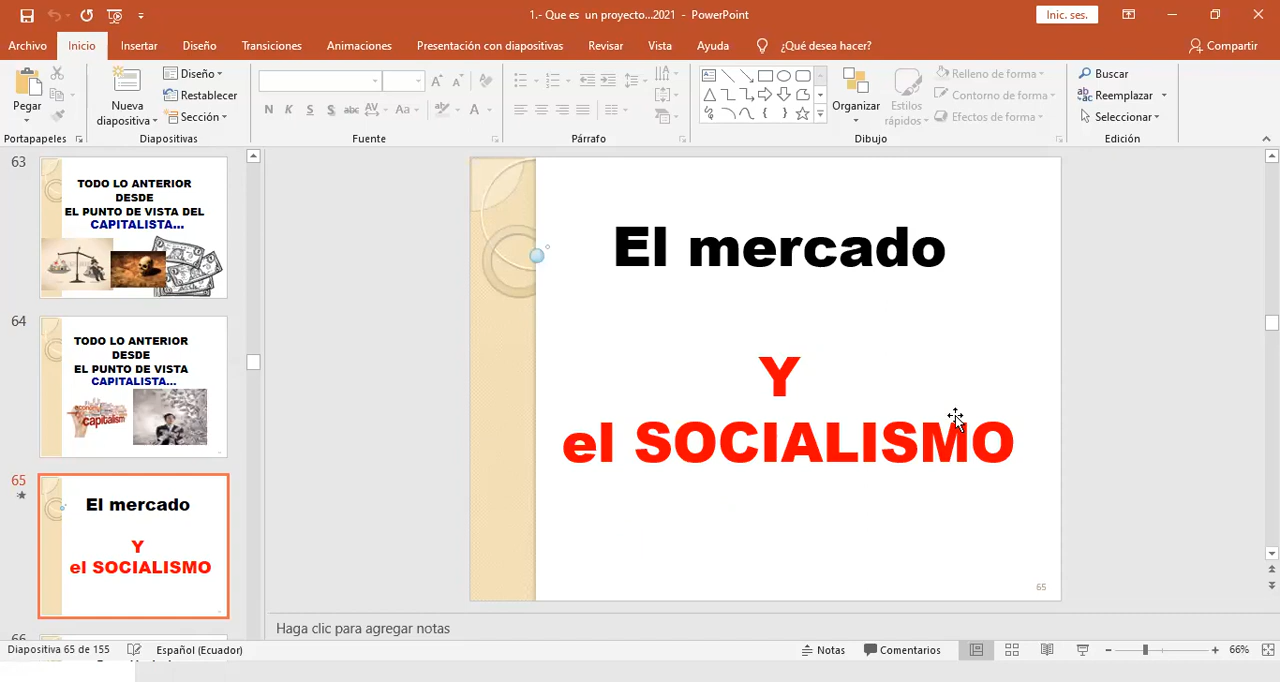 1.- Que es  un proyecto...2021  -  PowerPoint
Inic. ses.
Archivo
Inicio
Insertar
Diseño
Transiciones
Animaciones
Presentación con diapositivas
Revisar
Vista
Ayuda
¿Qué desea hacer?
Compartir
Pegar
Portapapeles
Nueva
diapositiva
Diseño
Restablecer
Sección
Diapositivas
N K S S abc AV Aa A
Fuente
Párrafo
Organizar
Estilos
rápidos
Relleno de forma
Contorno de forma
Efectos de forma
Dibujo
Buscar
Reemplazar
Seleccionar
Edición
63
TODO LO ANTERIOR
DESDE
EL PUNTO DE VISTA DEL
CAPITALISTA...
64
TODO LO ANTERIOR
DESDE
EL PUNTO DE VISTA
CAPITALISTA...
capitalism
65
El mercado
Y
el SOCIALISMO
66
El mercado
Y
el SOCIALISMO
65
Haga clic para agregar notas
Diapositiva 65 de 155
Español (Ecuador)
Notas
Comentarios
66%